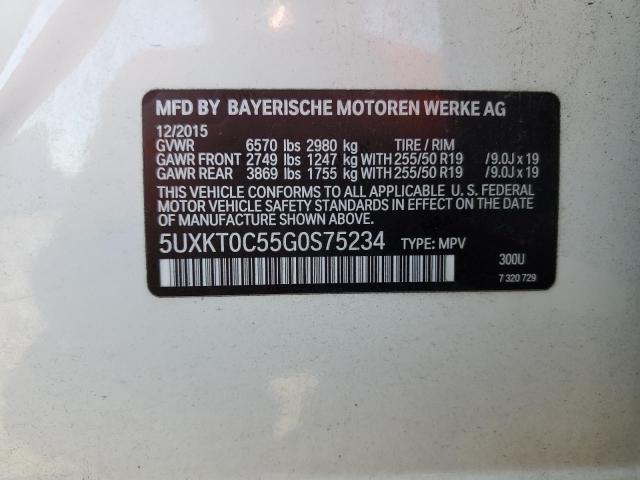 MFD BY BAYERISCHE MOTOREN WERKE AG
12/2015
GVWR 6570 lbs 2980 kg TIRE / RIM
GAWR FRONT 2749 lbs 1247 kg WITH 255/50 R19 /9.0J x 19
GAWR REAR 3869 lbs 1755 kg WITH 255/50 R19 /9.0J x 19
THIS VEHICLE CONFORMS TO ALL APPLICABLE U. S. FEDERAL
MOTOR VEHICLE SAFETY STANDARDS IN EFFECT
ON THE DATE OF MANUFACTURE SHOWN ABOVE.
5UXKT0C55G0S75234 TYPE: MPV
300U
7 320 729